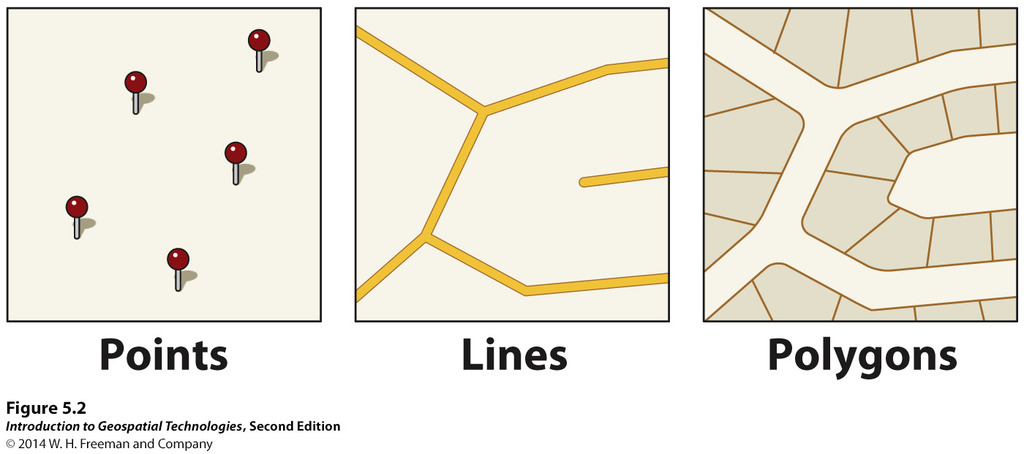 Points
Lines
Polygons
Figure 5.2
Introduction to Geospatial Technologies, Second Edition
© 2014 W. H. Freeman and Company